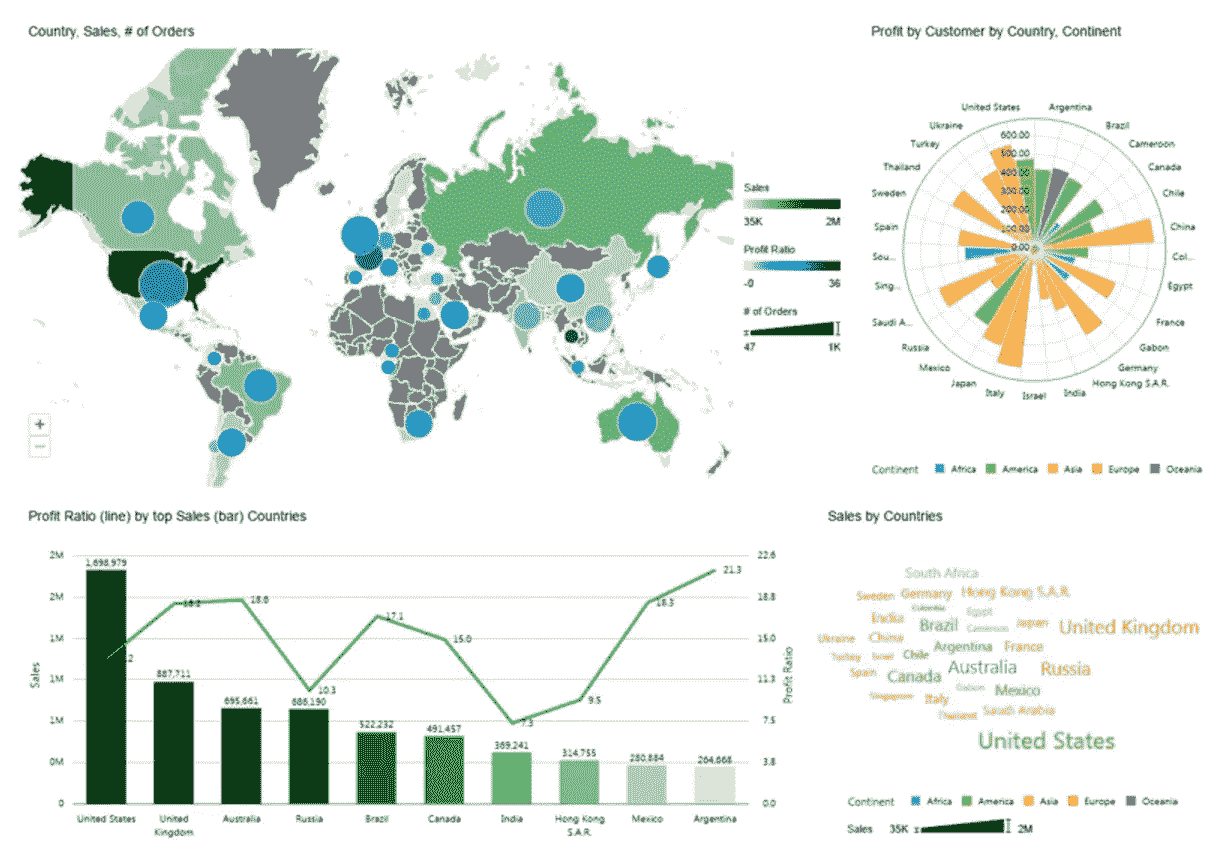 Country, Sales, # of Orders
Sales
35K 2M
Profit Ratio
-0 36
# of Orders
47 1K
+
−
Profit by Customer by Country, Continent
United States
Argentina
Ukraine
Brazil
Turkey
Cameroon
Thailand
Canada
Sweden
Chile
Spain
China
Sou...
Col...
Sing...
Egypt
Saudi A...
France
Russia
Gabon
Mexico
Germany
Japan
Hong Kong S.A.R.
Italy
India
Israel
600.00
500.00
400.00
300.00
200.00
100.00
0.00
Continent Africa America Asia Europe Oceania
Profit Ratio (line) by top Sales (bar) Countries
Sales
2M
2M
1M
1M
1M
0M
0
1,698,979
887,711
695,661
686,190
522,232
491,457
369,241
314,755
280,884
264,668
18.2
18.6
10.3
17.1
15.0
7.3
9.5
18.3
21.3
22.6
18.8
15.0
11.3
7.5
3.8
0.0
Profit Ratio
United States
United Kingdom
Australia
Russia
Brazil
Canada
India
Hong Kong S.A.R.
Mexico
Argentina
Sales by Countries
South Africa
Sweden Germany Hong Kong S.A.R.
Colombia Egypt
India Brazil Cameroon Japan United Kingdom
Ukraine China
Argentina France
Turkey Israel Chile
Australia Russia
Spain Canada
Gabon Mexico
Singapore Italy
Thailand Saudi Arabia
United States
Continent Africa America Asia Europe Oceania
Sales 35K 2M